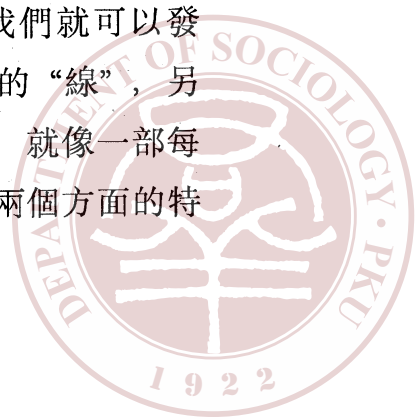 我們就可以發
的“線”，另
就像一部每
兩個方面的特
DEPARTMENT OF SOCIOLOGY · PKU
1922